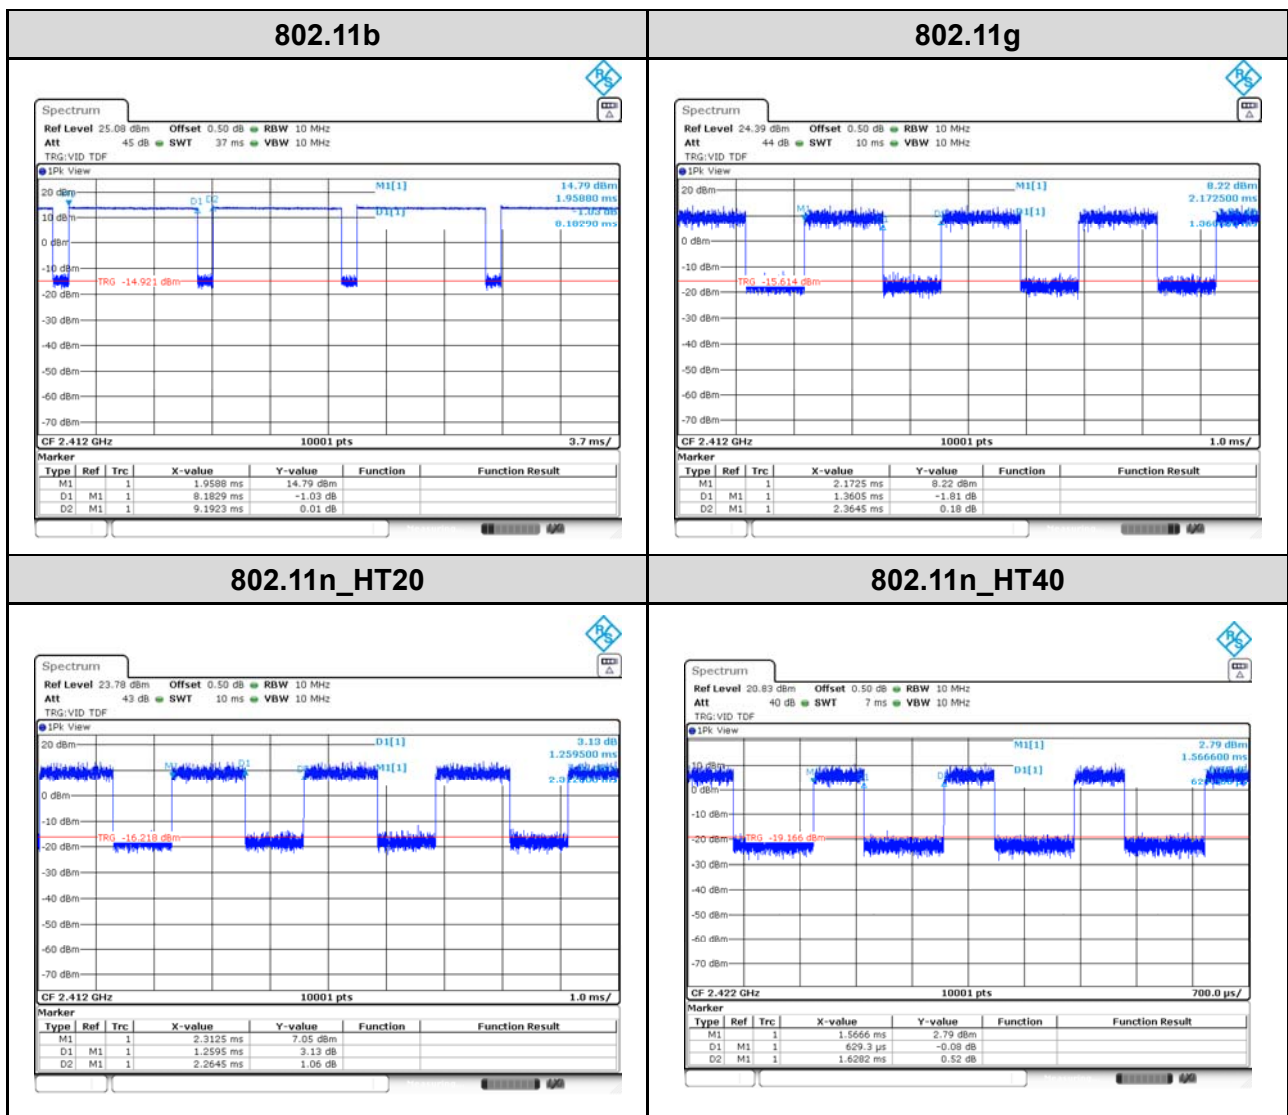 802.11b
802.11g
R&S
Spectrum
Ref Level 25.08 dBm Offset 0.50 dB RBW 10 MHz
Att 45 dB SWT 37 ms VBW 10 MHz
TRG:VID TDF
1Pk View
M1[1] 14.79 dBm
1.95880 ms
D1[1] -1.03 dB
8.18290 ms
20 dBm
D1 D2
10 dBm
0 dBm
-10 dBm
TRG -14.921 dBm
-20 dBm
-30 dBm
-40 dBm
-50 dBm
-60 dBm
-70 dBm
CF 2.412 GHz 10001 pts 3.7 ms/
Marker
Type Ref Trc X-value Y-value Function Function Result
M1 1 1.9588 ms 14.79 dBm
D1 M1 1 8.1829 ms -1.03 dB
D2 M1 1 9.1923 ms 0.01 dB
R&S
Spectrum
Ref Level 24.39 dBm Offset 0.50 dB RBW 10 MHz
Att 44 dB SWT 10 ms VBW 10 MHz
TRG:VID TDF
1Pk View
M1[1] 8.22 dBm
2.172500 ms
D1[1]
20 dBm
M1
0 dBm
-10 dBm
TRG -15.614 dBm
-20 dBm
-30 dBm
-40 dBm
-50 dBm
-60 dBm
-70 dBm
CF 2.412 GHz 10001 pts 1.0 ms/
Marker
Type Ref Trc X-value Y-value Function Function Result
M1 1 2.1725 ms 8.22 dBm
D1 M1 1 1.3605 ms -1.81 dB
D2 M1 1 2.3645 ms 0.18 dB
802.11n_HT20
802.11n_HT40
R&S
Spectrum
Ref Level 23.78 dBm Offset 0.50 dB RBW 10 MHz
Att 43 dB SWT 10 ms VBW 10 MHz
TRG:VID TDF
1Pk View
D1[1] 3.13 dB
1.259500 ms
M1[1]
20 dBm
D1
0 dBm
-10 dBm
TRG -16.218 dBm
-20 dBm
-30 dBm
-40 dBm
-50 dBm
-60 dBm
-70 dBm
CF 2.412 GHz 10001 pts 1.0 ms/
Marker
Type Ref Trc X-value Y-value Function Function Result
M1 1 2.3125 ms 7.05 dBm
D1 M1 1 1.2595 ms 3.13 dB
D2 M1 1 2.2645 ms 1.06 dB
R&S
Spectrum
Ref Level 20.83 dBm Offset 0.50 dB RBW 10 MHz
Att 40 dB SWT 7 ms VBW 10 MHz
TRG:VID TDF
1Pk View
M1[1] 2.79 dBm
1.566600 ms
D1[1]
10 dBm
0 dBm
-10 dBm
-20 dBm
TRG -19.166 dBm
-30 dBm
-40 dBm
-50 dBm
-60 dBm
-70 dBm
CF 2.422 GHz 10001 pts 700.0 µs/
Marker
Type Ref Trc X-value Y-value Function Function Result
M1 1 1.5666 ms 2.79 dBm
D1 M1 1 629.3 µs -0.08 dB
D2 M1 1 1.6282 ms 0.52 dB